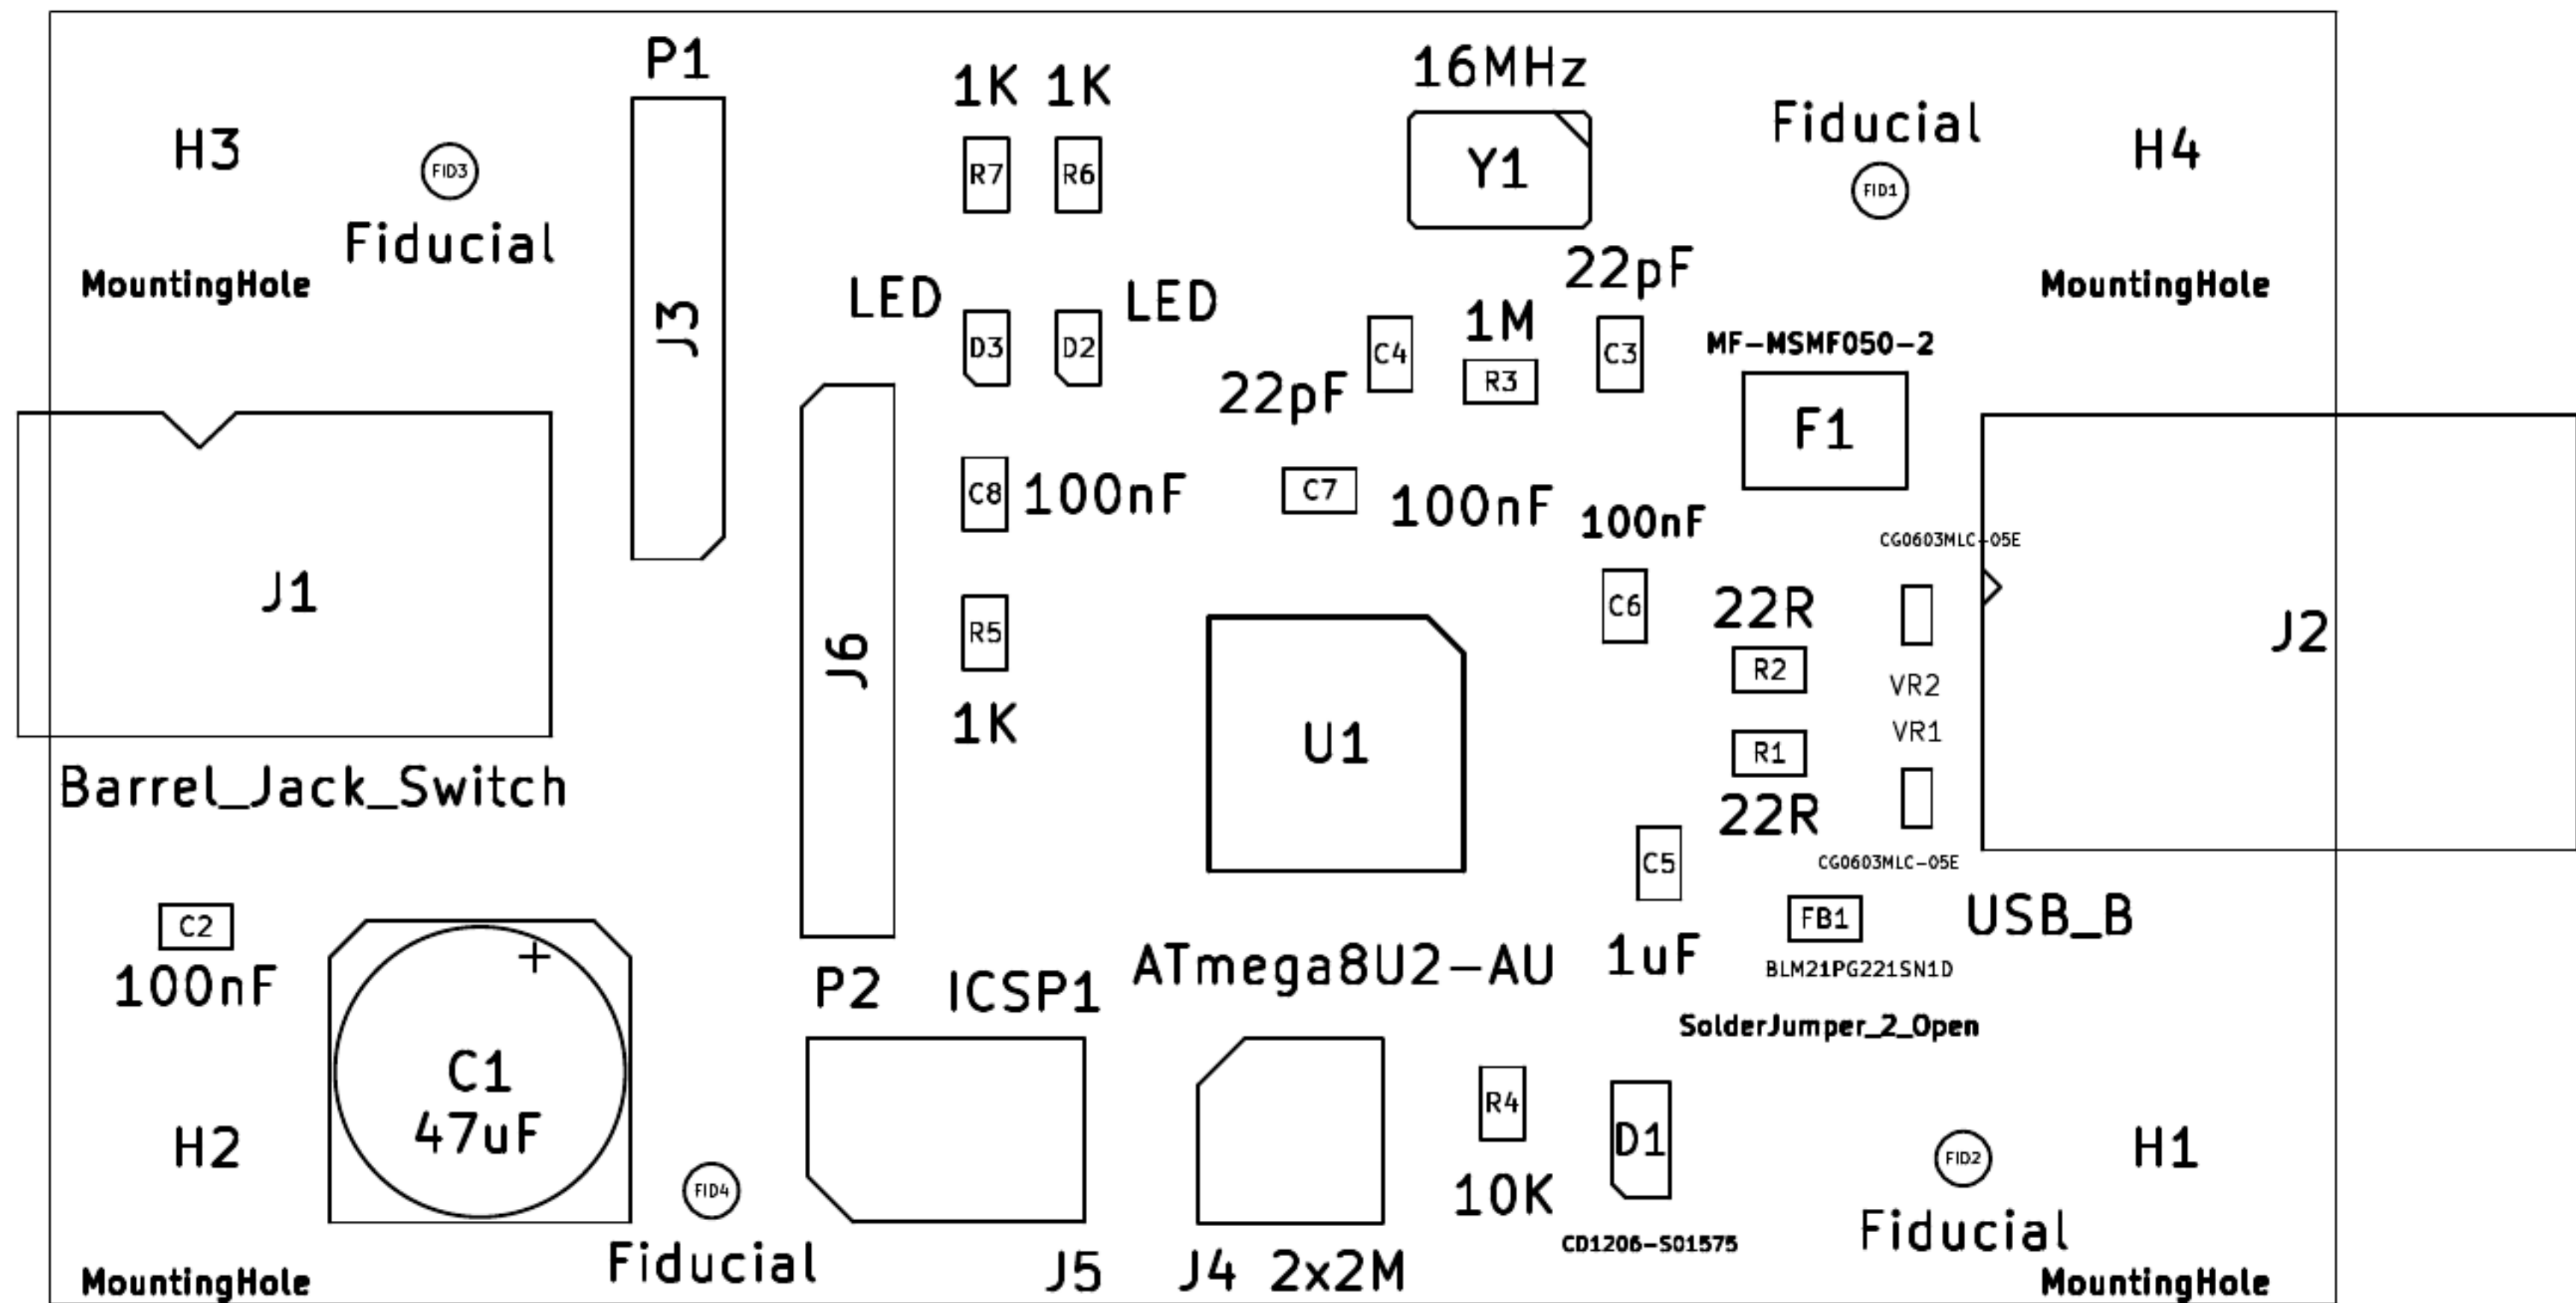 P1
1K 1K
16MHz
Fiducial
H3
FID3
R7
R6
Y1
FID1
H4
Fiducial
MountingHole
LED
LED
22pF
MountingHole
J3
D3
D2
C4
1M
R3
C3
MF-MSMF050-2
22pF
F1
C8
100nF
C7
100nF
100nF
CG0603MLC-05E
J1
R5
J6
C6
22R
R2
J2
VR2
1K
U1
VR1
R1
22R
Barrel_Jack_Switch
C5
CG0603MLC-05E
C2
FB1
USB_B
100nF
P2
ICSP1
ATmega8U2-AU
1uF
BLM21PG221SN1D
SolderJumper_2_Open
C1
47uF
R4
D1
H2
FID4
FID2
H1
10K
Fiducial
Fiducial
CD1206-S01575
MountingHole
J5
J4 2x2M
MountingHole